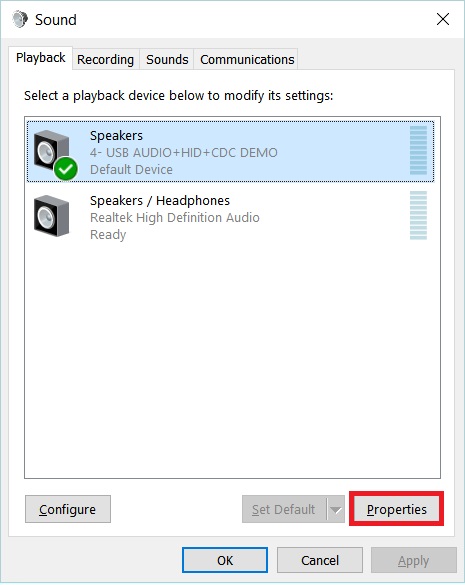 Sound
Playback Recording Sounds Communications
Select a playback device below to modify its settings:
Speakers
4- USB AUDIO+HID+CDC DEMO
Default Device
Speakers / Headphones
Realtek High Definition Audio
Ready
Configure Set Default Properties
OK Cancel Apply